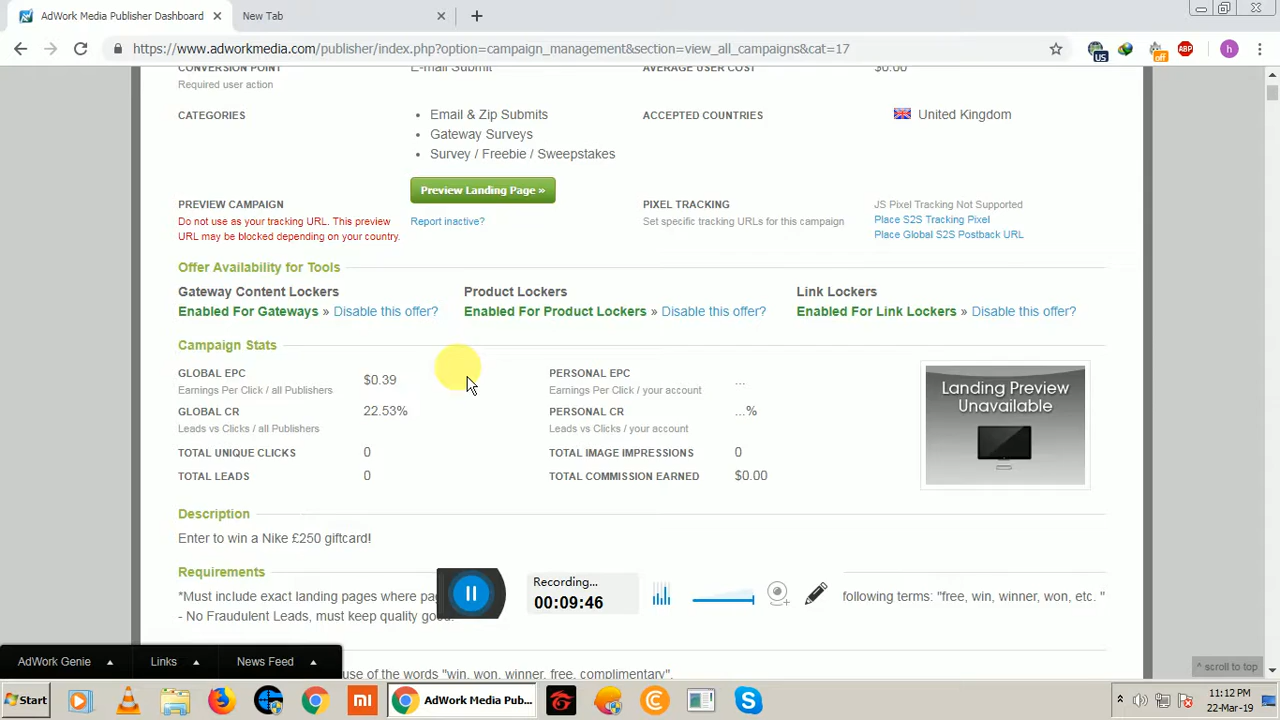 AdWork Media Publisher Dashboard
New Tab
https://www.adworkmedia.com/publisher/index.php?option=campaign_management&section=view_all_campaigns&cat=17
US
off
ABP
h
CONVERSION POINT
E-mail Submit
AVERAGE USER COST
$0.00
Required user action
CATEGORIES
• Email & Zip Submits
• Gateway Surveys
• Survey / Freebie / Sweepstakes
ACCEPTED COUNTRIES
United Kingdom
Preview Landing Page »
PREVIEW CAMPAIGN
Do not use as your tracking URL. This preview
URL may be blocked depending on your country.
Report inactive?
PIXEL TRACKING
Set specific tracking URLs for this campaign
JS Pixel Tracking Not Supported
Place S2S Tracking Pixel
Place Global S2S Postback URL
Offer Availability for Tools
Gateway Content Lockers
Enabled For Gateways » Disable this offer?
Product Lockers
Enabled For Product Lockers » Disable this offer?
Link Lockers
Enabled For Link Lockers » Disable this offer?
Campaign Stats
GLOBAL EPC
Earnings Per Click / all Publishers
$0.39
PERSONAL EPC
Earnings Per Click / your account
...
GLOBAL CR
Leads vs Clicks / all Publishers
22.53%
PERSONAL CR
Leads vs Clicks / your account
...%
TOTAL UNIQUE CLICKS
0
TOTAL IMAGE IMPRESSIONS
0
TOTAL LEADS
0
TOTAL COMMISSION EARNED
$0.00
Landing Preview
Unavailable
Description
Enter to win a Nike £250 giftcard!
Requirements
*Must include exact landing pages where pa
following terms: "free, win, winner, won, etc. "
- No Fraudulent Leads, must keep quality good.
use of the words "win, won, winner, free, complimentary".
Recording...
00:09:46
AdWork Genie
Links
News Feed
^ scroll to top
Start
AdWork Media Pub...
11:12 PM
22-Mar-19